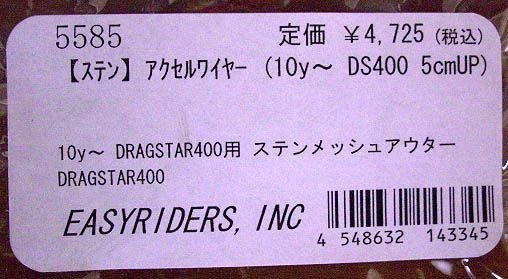 5585 定価 ¥4,725 (税込)
【ステン】 ｱｸｾﾙﾜｲﾔｰ (10y～ DS400 5cmUP)
10y～ DRAGSTAR400用 ステンメッシュアウター
DRAGSTAR400
EASYRIDERS, INC
4 548632 143345